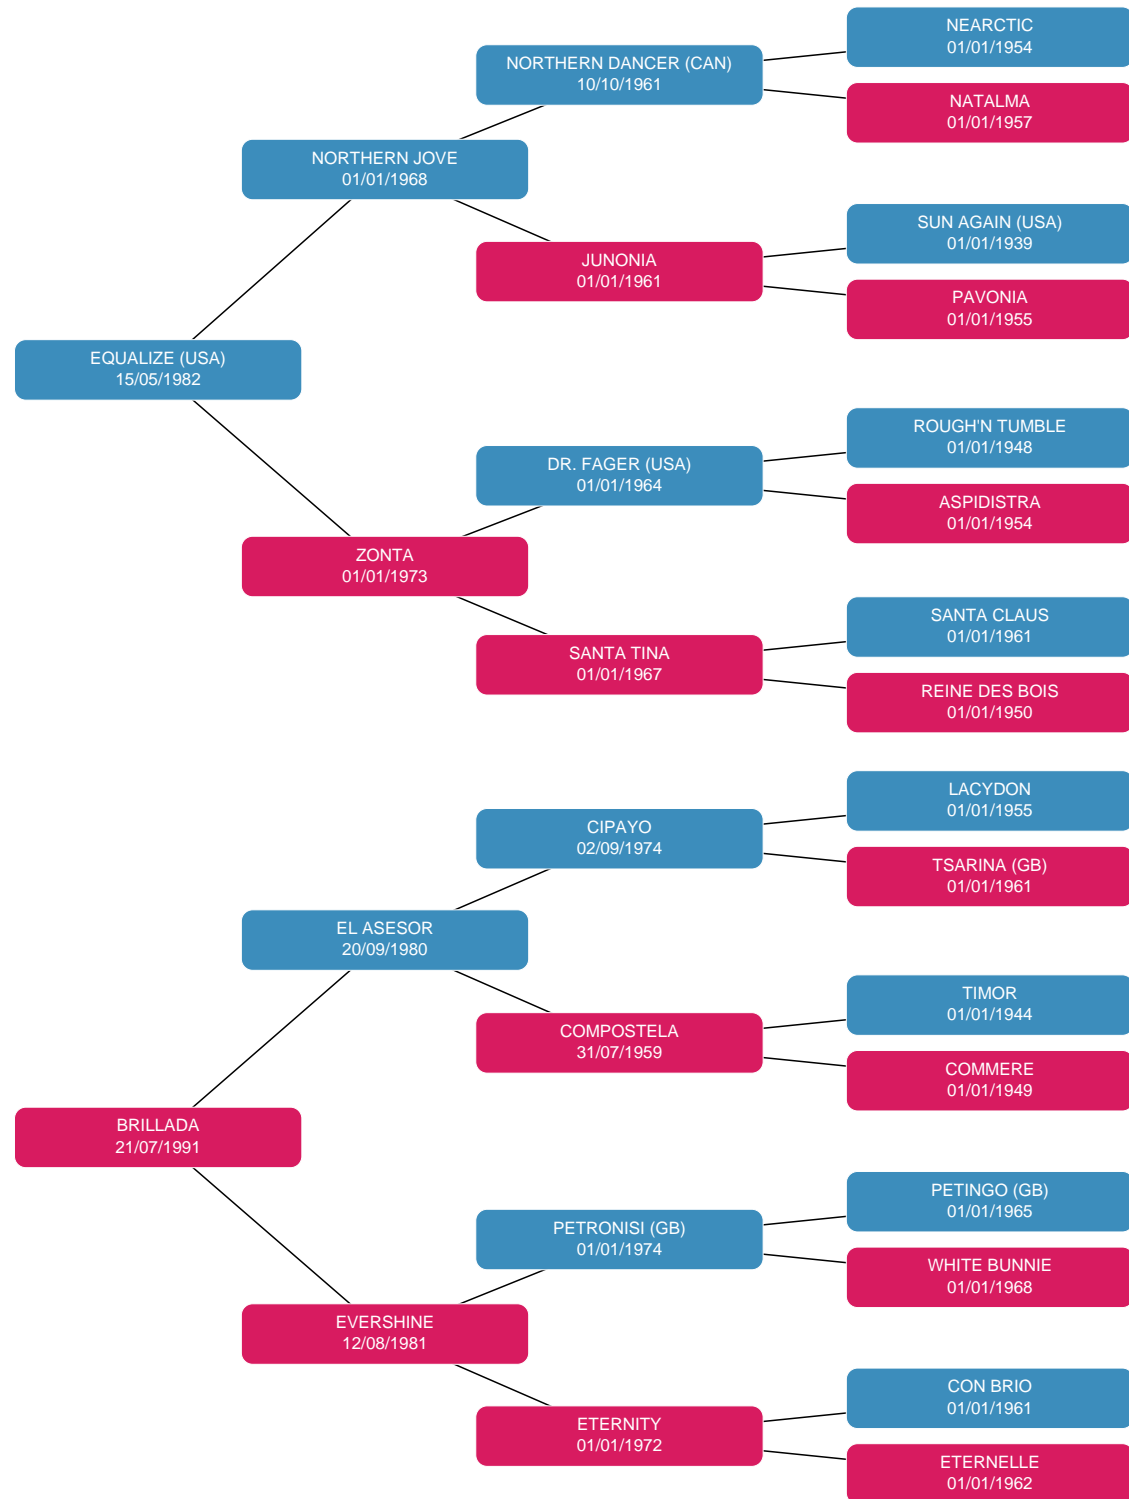 NEARCTIC
01/01/1954
NORTHERN DANCER (CAN)
10/10/1961
NATALMA
01/01/1957
NORTHERN JOVE
01/01/1968
SUN AGAIN (USA)
01/01/1939
JUNONIA
01/01/1961
PAVONIA
01/01/1955
EQUALIZE (USA)
15/05/1982
ROUGH'N TUMBLE
01/01/1948
DR. FAGER (USA)
01/01/1964
ASPIDISTRA
01/01/1954
ZONTA
01/01/1973
SANTA CLAUS
01/01/1961
SANTA TINA
01/01/1967
REINE DES BOIS
01/01/1950
LACYDON
01/01/1955
CIPAYO
02/09/1974
TSARINA (GB)
01/01/1961
EL ASESOR
20/09/1980
TIMOR
01/01/1944
COMPOSTELA
31/07/1959
COMMERE
01/01/1949
BRILLADA
21/07/1991
PETINGO (GB)
01/01/1965
PETRONISI (GB)
01/01/1974
WHITE BUNNIE
01/01/1968
EVERSHINE
12/08/1981
CON BRIO
01/01/1961
ETERNITY
01/01/1972
ETERNELLE
01/01/1962